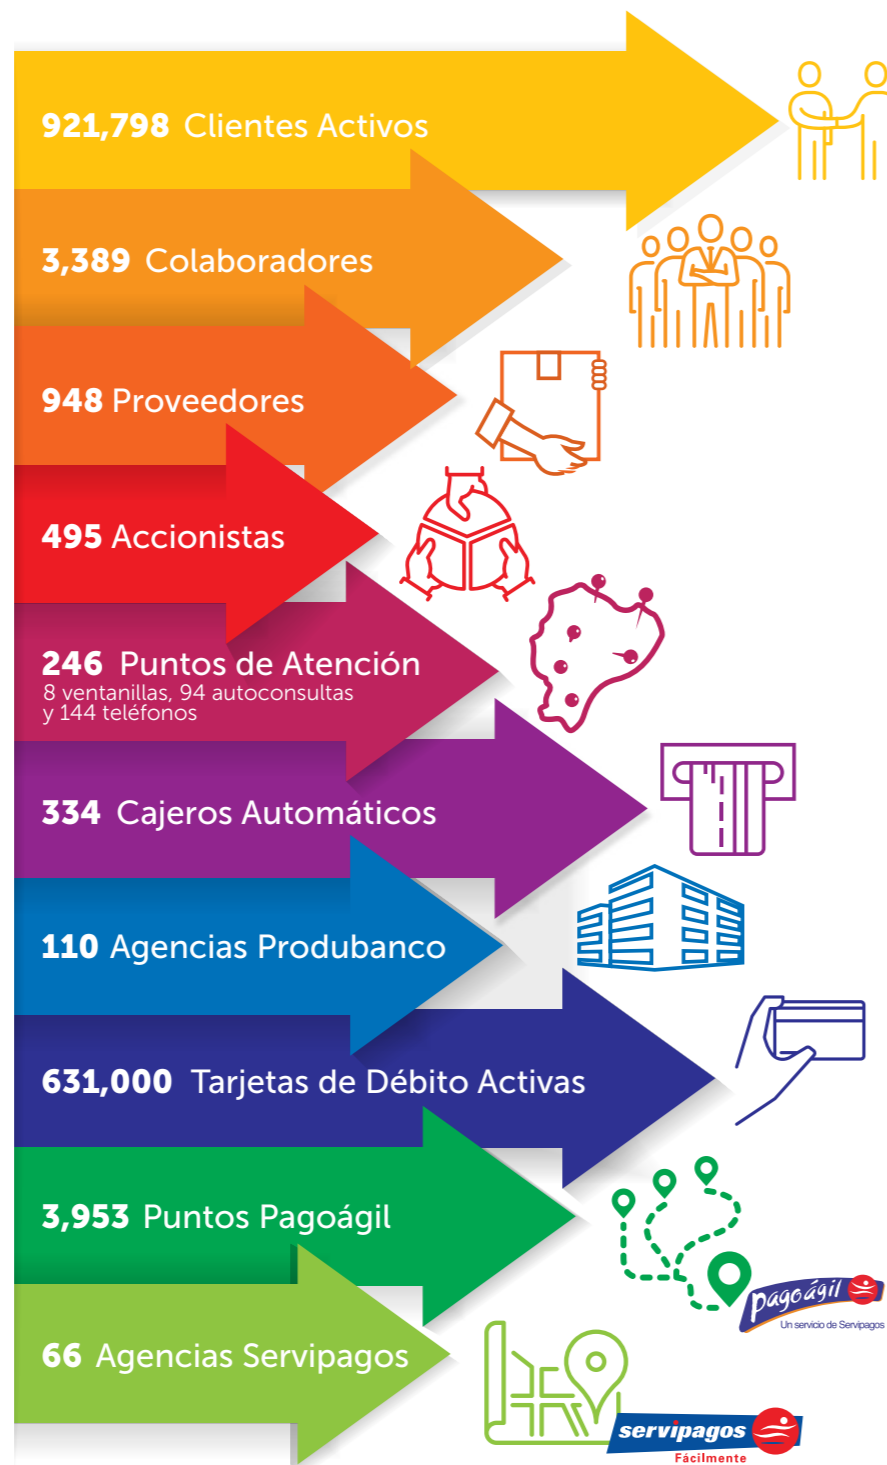 921,798 Clientes Activos
3,389 Colaboradores
948 Proveedores
495 Accionistas
246 Puntos de Atención
8 ventanillas, 94 autoconsultas
y 144 teléfonos
334 Cajeros Automáticos
110 Agencias Produbanco
631,000 Tarjetas de Débito Activas
3,953 Puntos Pagoágil
pagoágil
Un servicio de Servipagos
66 Agencias Servipagos
servipagos
Fácilmente